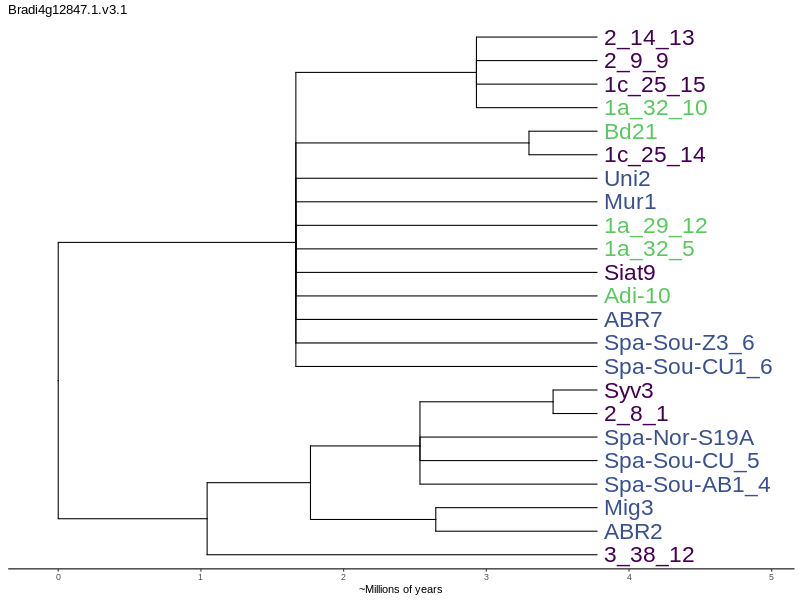 Bradi4g12847.1.v3.1
2_14_13
2_9_9
1c_25_15
1a_32_10
Bd21
1c_25_14
Uni2
Mur1
1a_29_12
1a_32_5
Siat9
Adi-10
ABR7
Spa-Sou-Z3_6
Spa-Sou-CU1_6
Syv3
2_8_1
Spa-Nor-S19A
Spa-Sou-CU_5
Spa-Sou-AB1_4
Mig3
ABR2
3_38_12
0 1 2 3 4 5
~Millions of years